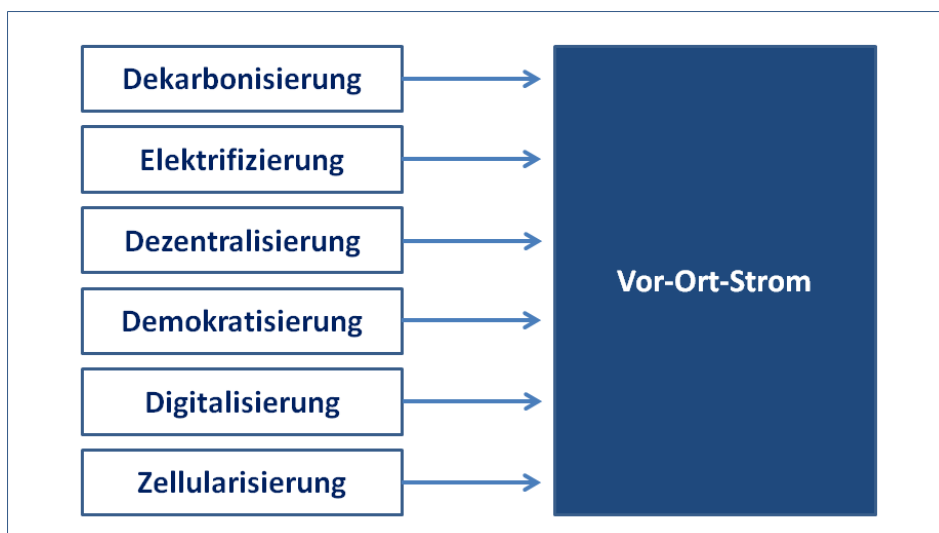 Dekarbonisierung
Elektrifizierung
Dezentralisierung
Demokratisierung
Digitalisierung
Zellularisierung
Vor-Ort-Strom